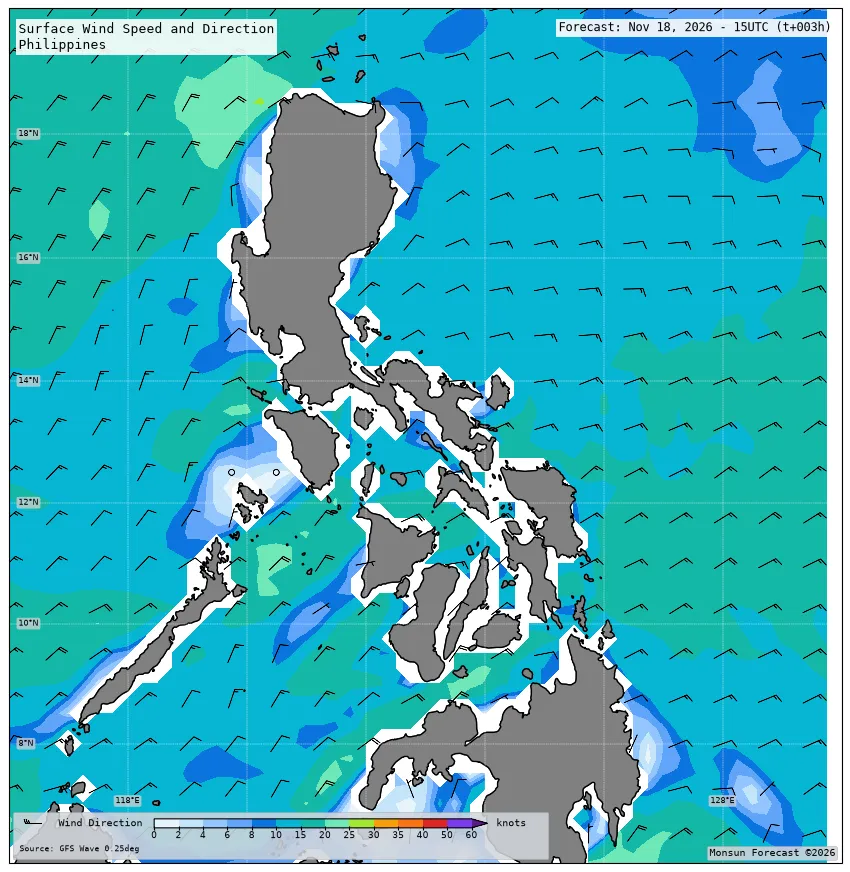 Surface Wind Speed and Direction
Philippines
Forecast: Nov 18, 2026 - 15UTC (t+003h)
18°N
16°N
14°N
12°N
10°N
8°N
118°E
128°E
Wind Direction
knots
0 2 4 6 8 10 15 20 25 30 35 40 50 60
Source: GFS Wave 0.25deg
Monsun Forecast ©2026